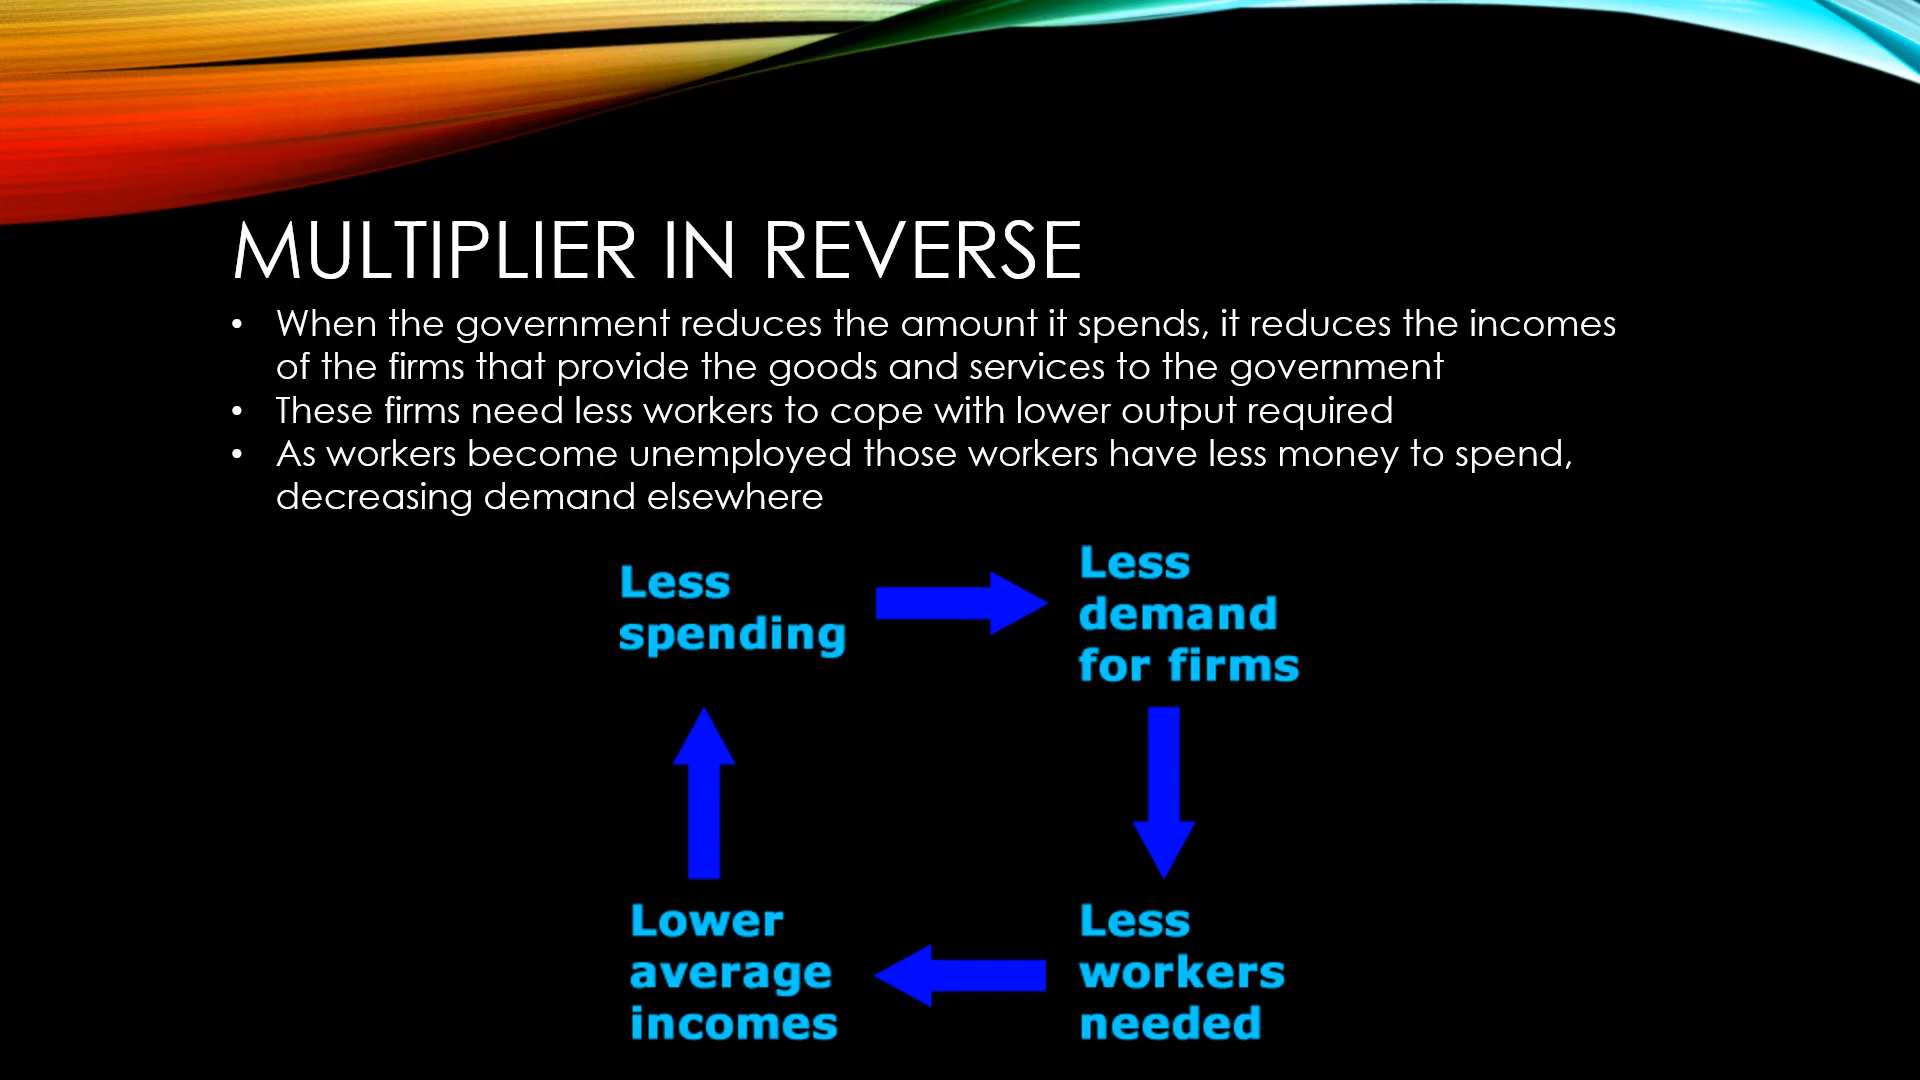 MULTIPLIER IN REVERSE
• When the government reduces the amount it spends, it reduces the incomes
of the firms that provide the goods and services to the government
• These firms need less workers to cope with lower output required
• As workers become unemployed those workers have less money to spend,
decreasing demand elsewhere
Less
spending
Less
demand
for firms
Less
workers
needed
Lower
average
incomes